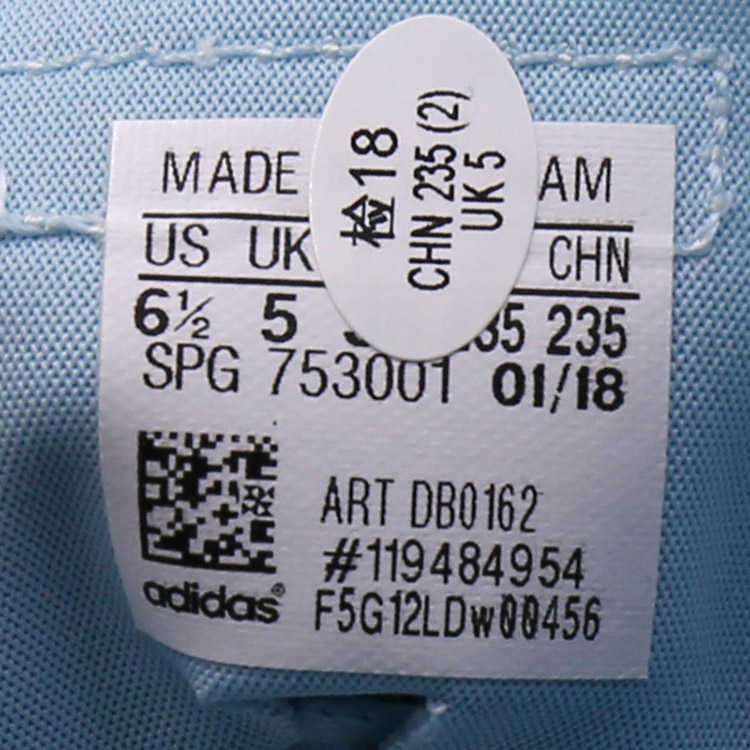 MADE AM
US UK CHN
6½ 5 35 235
SPG 753001 01/18
ART DB0162
#119484954
F5G12LDW00456
adidas®
检18
CHN 235 (2)
UK 5